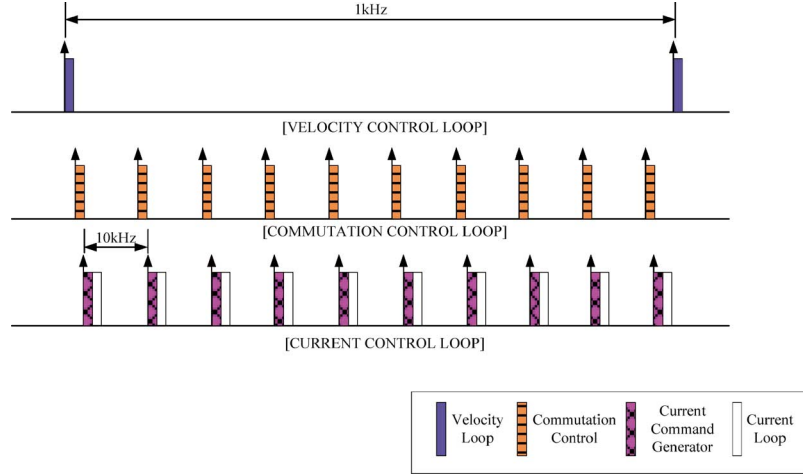 1kHz
[VELOCITY CONTROL LOOP]
[COMMUTATION CONTROL LOOP]
10kHz
[CURRENT CONTROL LOOP]
Velocity
Loop
Commutation
Control
Current
Command
Generator
Current
Loop